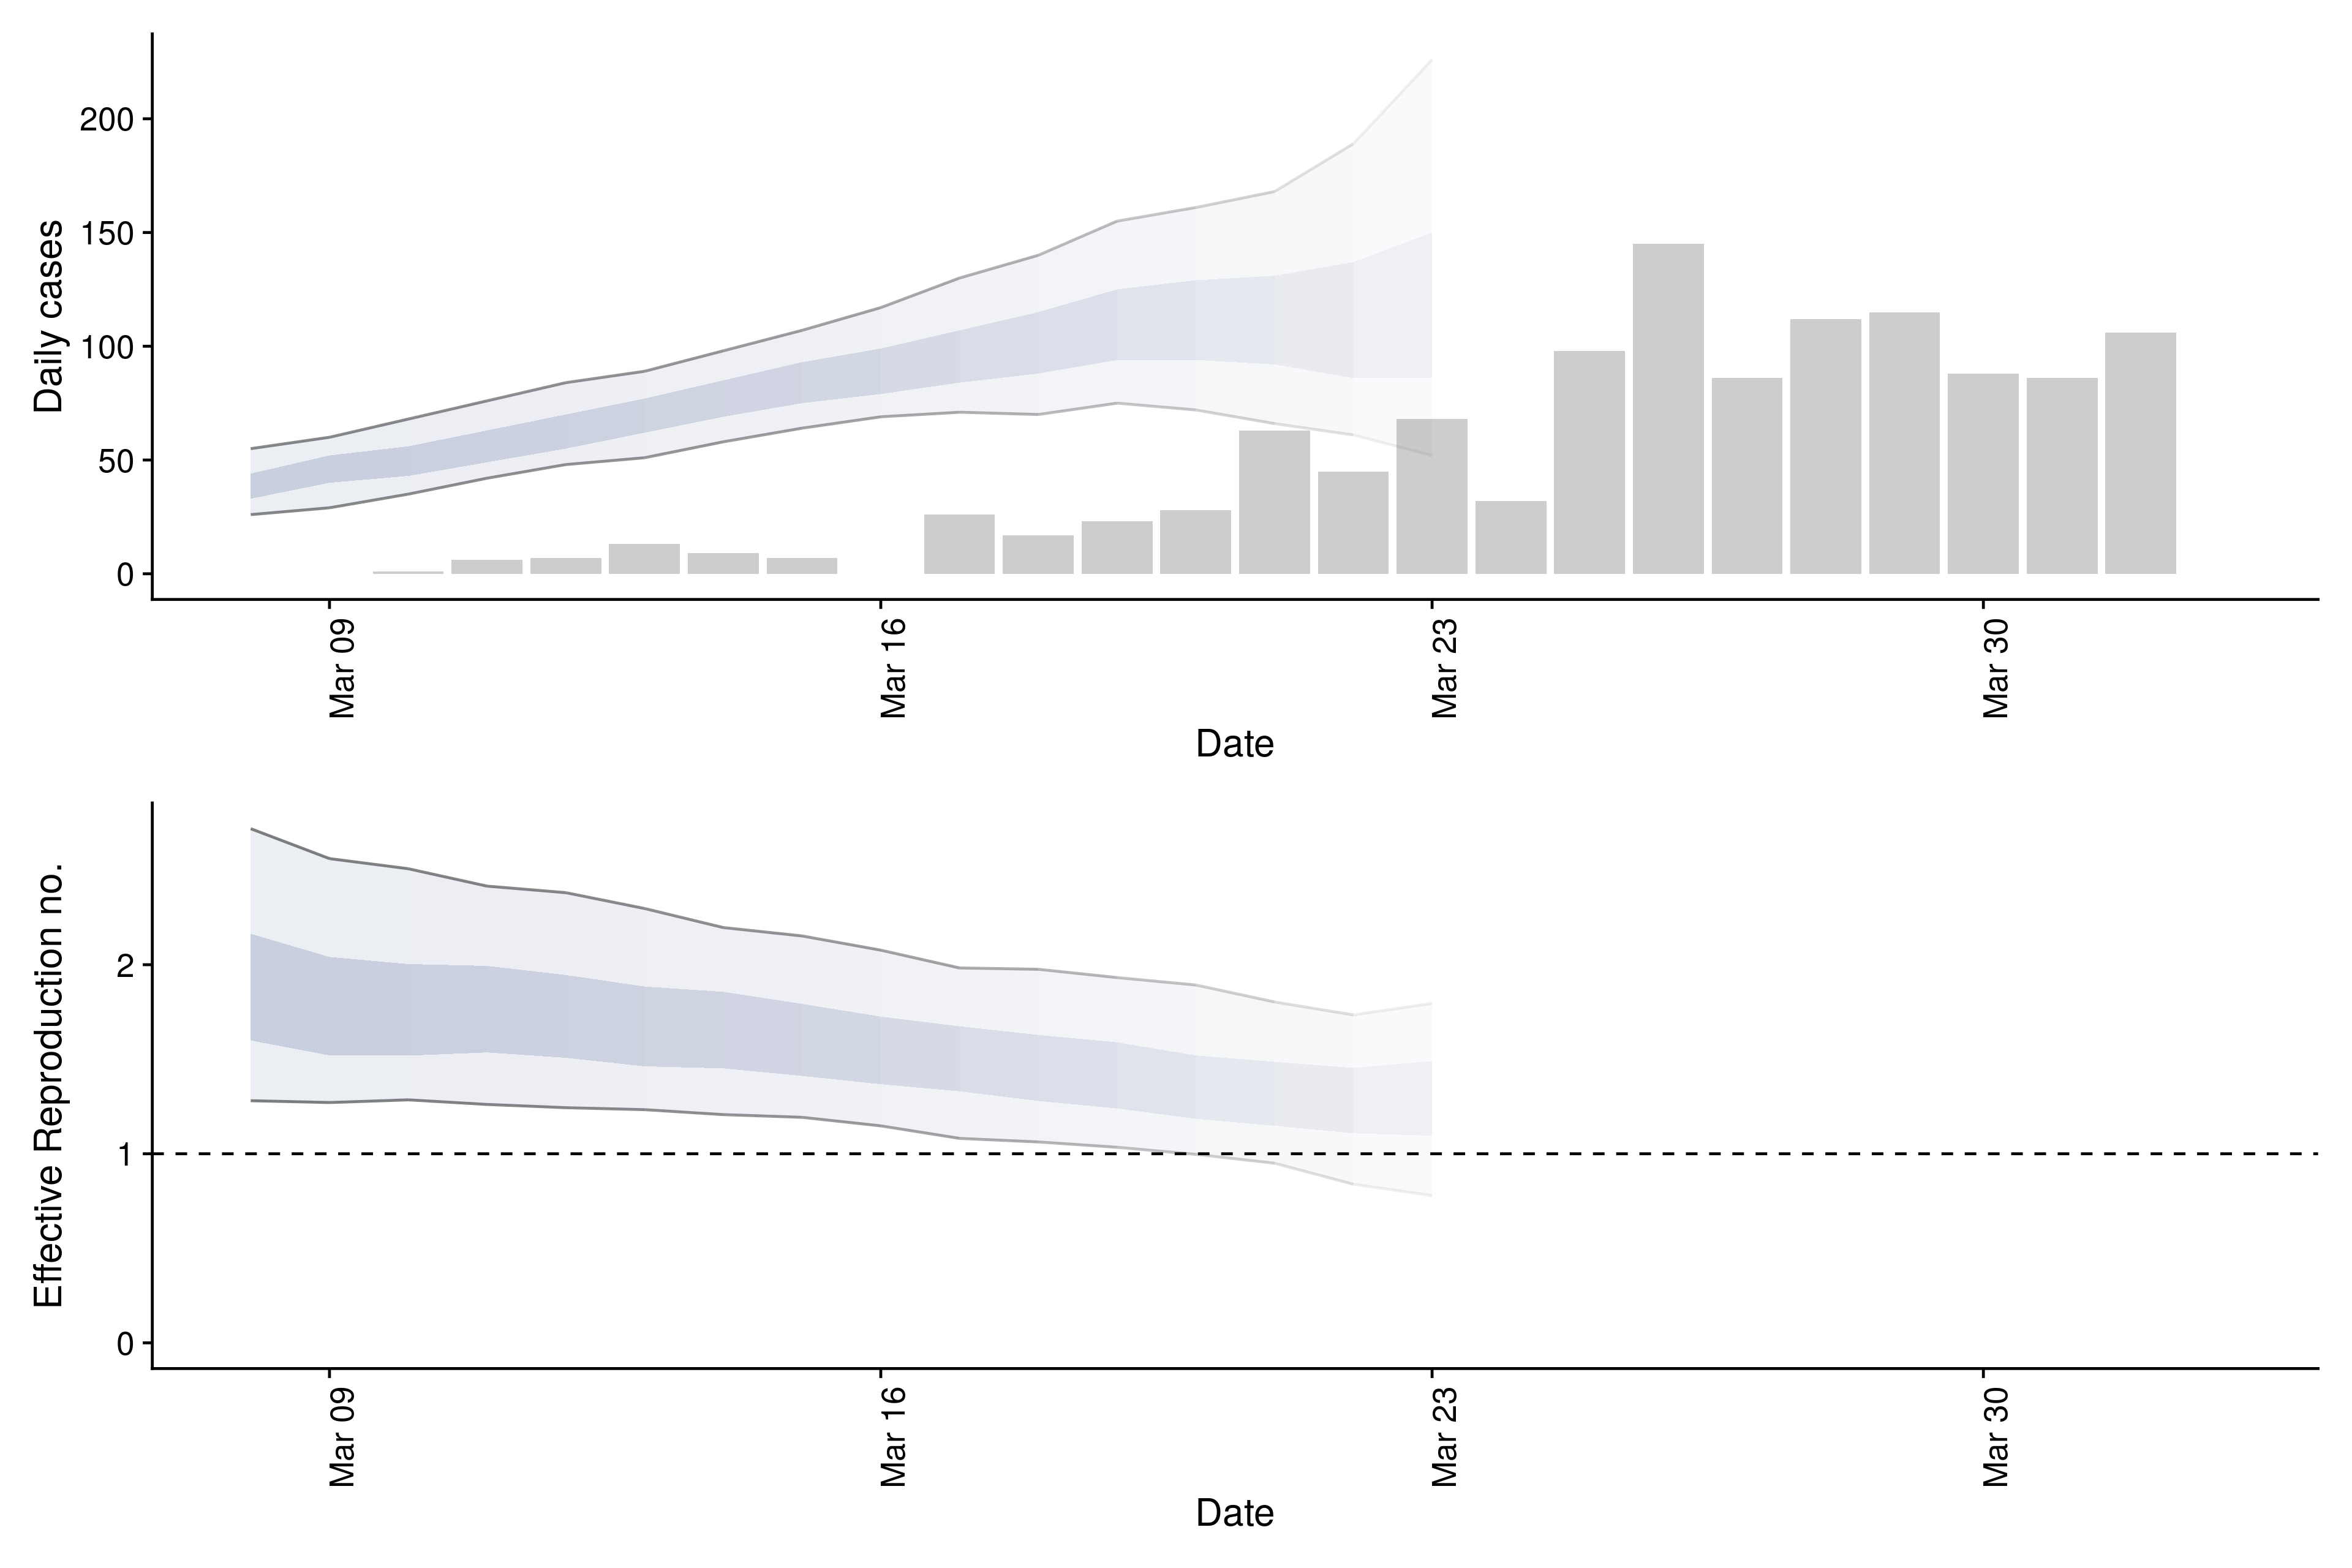 Daily cases
200
150
100
50
0
Mar 09
Mar 16
Mar 23
Mar 30
Date
Effective Reproduction no.
2
1
0
Mar 09
Mar 16
Mar 23
Mar 30
Date